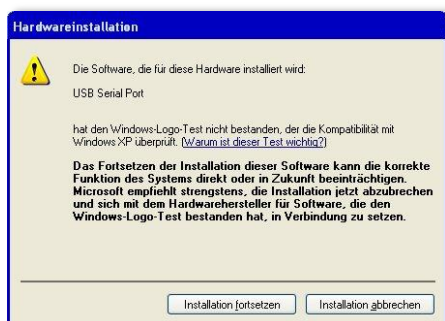 Hardwareinstallation
Die Software, die für diese Hardware installiert wird:
USB Serial Port
hat den Windows-Logo-Test nicht bestanden, der die Kompatibilität mit
Windows XP überprüft. (Warum ist dieser Test wichtig?)
Das Fortsetzen der Installation dieser Software kann die korrekte
Funktion des Systems direkt oder in Zukunft beeinträchtigen.
Microsoft empfiehlt strengstens, die Installation jetzt abzubrechen
und sich mit dem Hardwarehersteller für Software, die den
Windows-Logo-Test bestanden hat, in Verbindung zu setzen.
Installation fortsetzen
Installation abbrechen